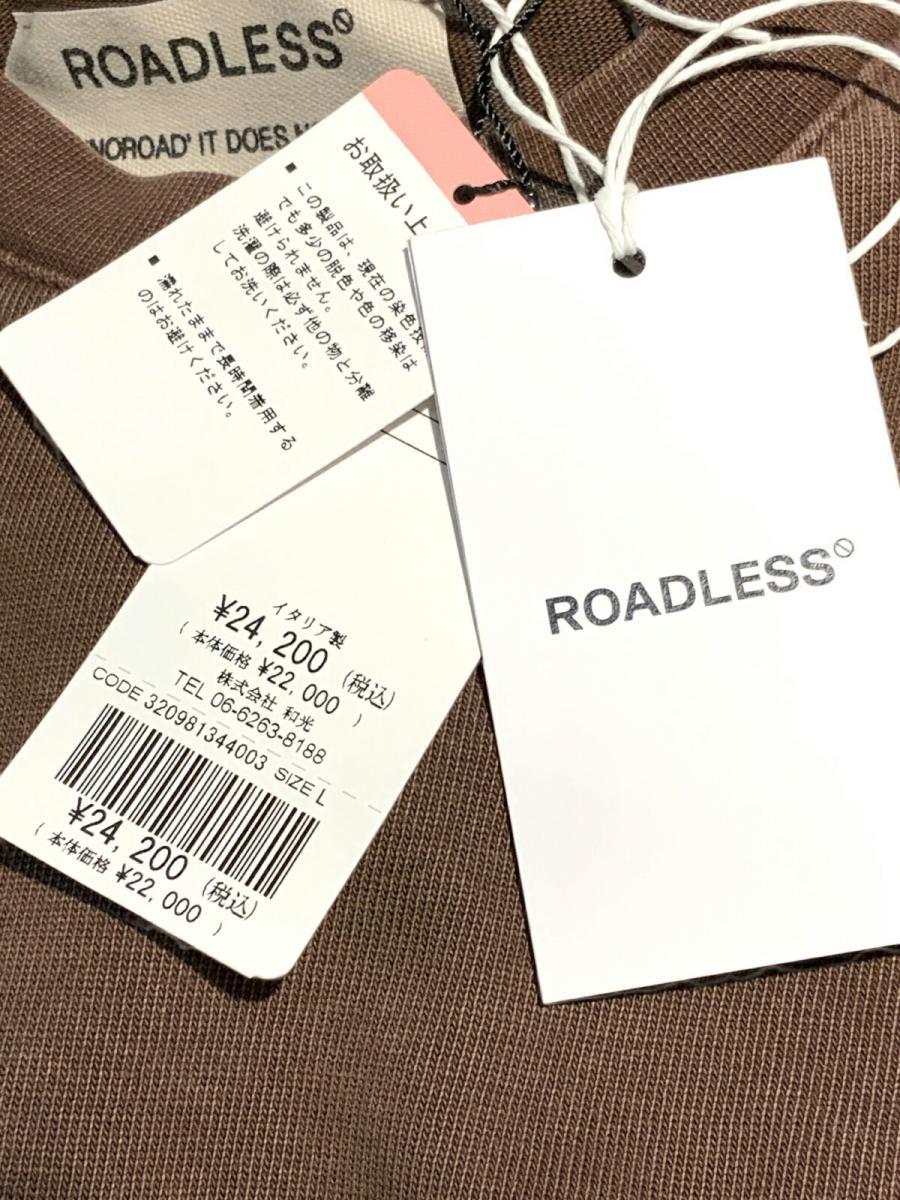 ROADLESS
'NOROAD' IT DOES
お取扱い上
■ この製品は、現在の染色技
でも多少の脱色や色の移染は
避けられません。
洗濯の際は必ず他の物と分離
してお洗いください。
■ 濡れたままで長時間着用する
のはお避けください。
ROADLESS
イタリア製
¥24,200 (税込)
( 本体価格 ¥22,000 )
株式会社 和光
TEL 06-6263-8188
CODE 320981344003 SIZE L
¥24,200 (税込)
( 本体価格 ¥22,000 )